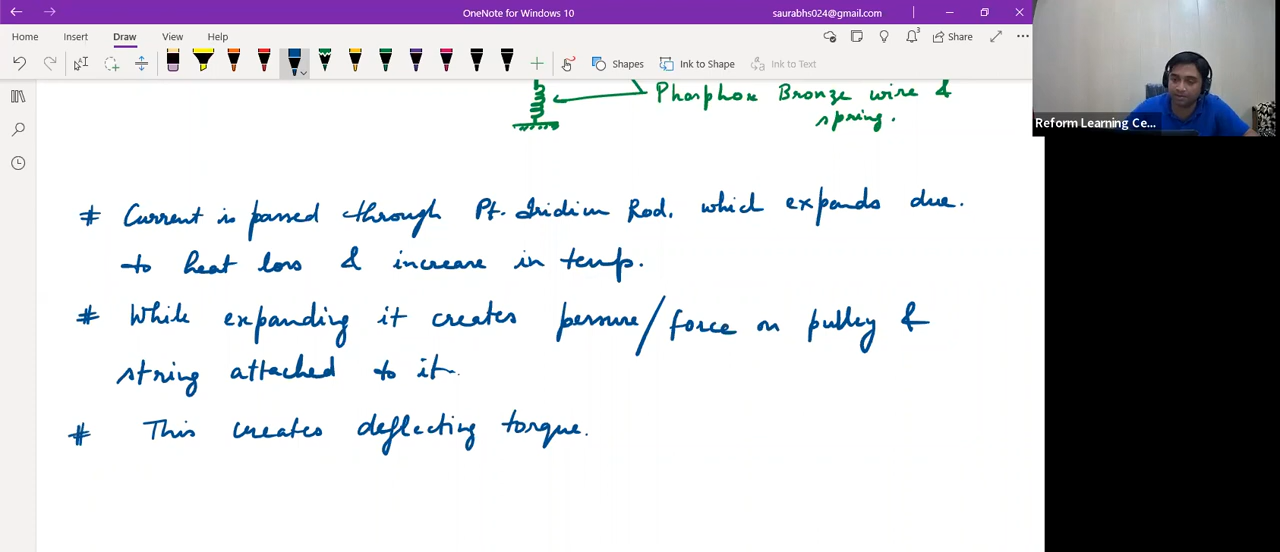 OneNote for Windows 10
saurabhs024@gmail.com
Home Insert Draw View Help
Share
Shapes Ink to Shape Ink to Text
Phosphor Bronze wire &
spring.
Reform Learning Ce...
# Current is passed through Pt. Iridium Rod, which expands due.
to heat loss & increase in temp.
# While expanding it creates perssure/force on pulley &
string attached to it.
# This creates deflecting torque.